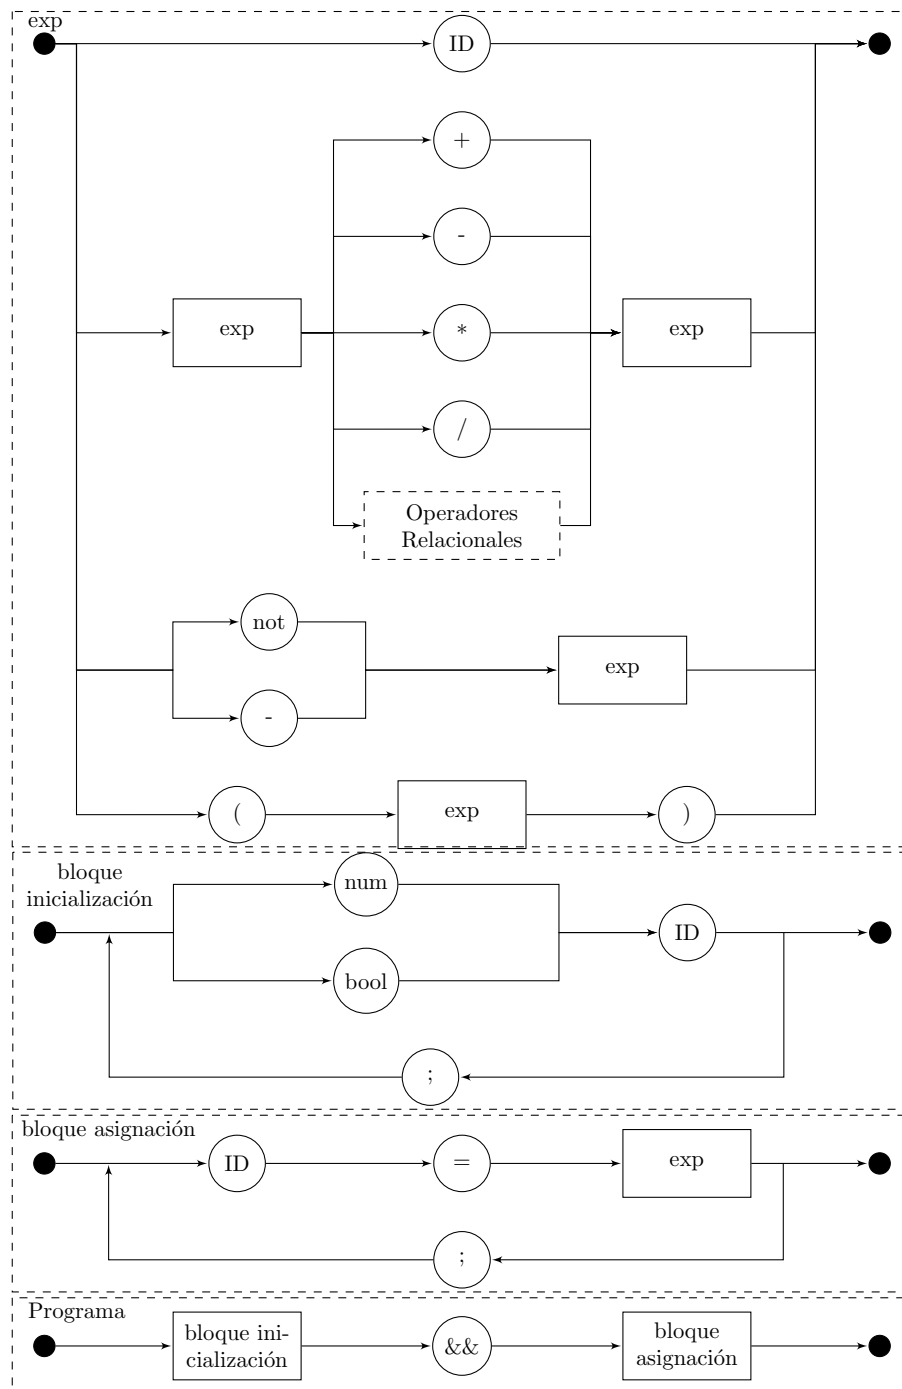 exp
ID
+
-
exp
*
exp
/
Operadores
Relacionales
not
exp
-
(
exp
)
bloque
inicialización
num
ID
bool
;
bloque asignación
ID
=
exp
;
Programa
bloque ini-
cialización
&&
bloque
asignación